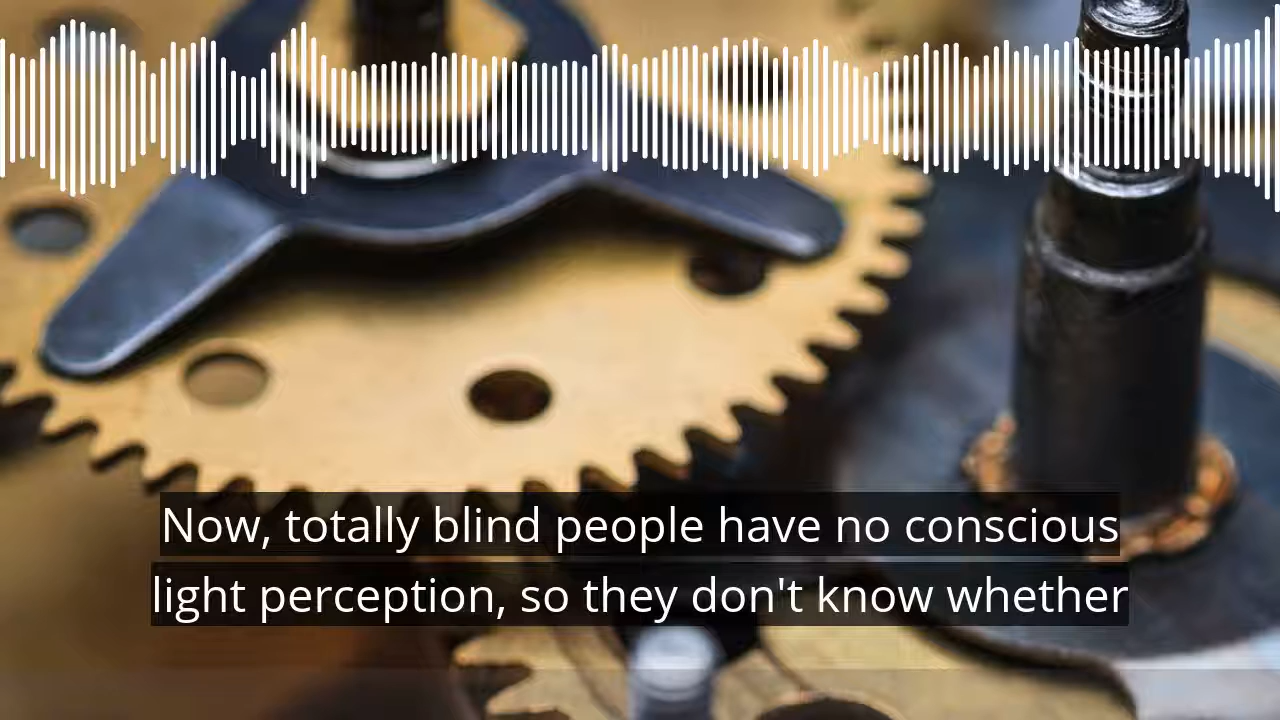 Now, totally blind people have no conscious
light perception, so they don't know whether